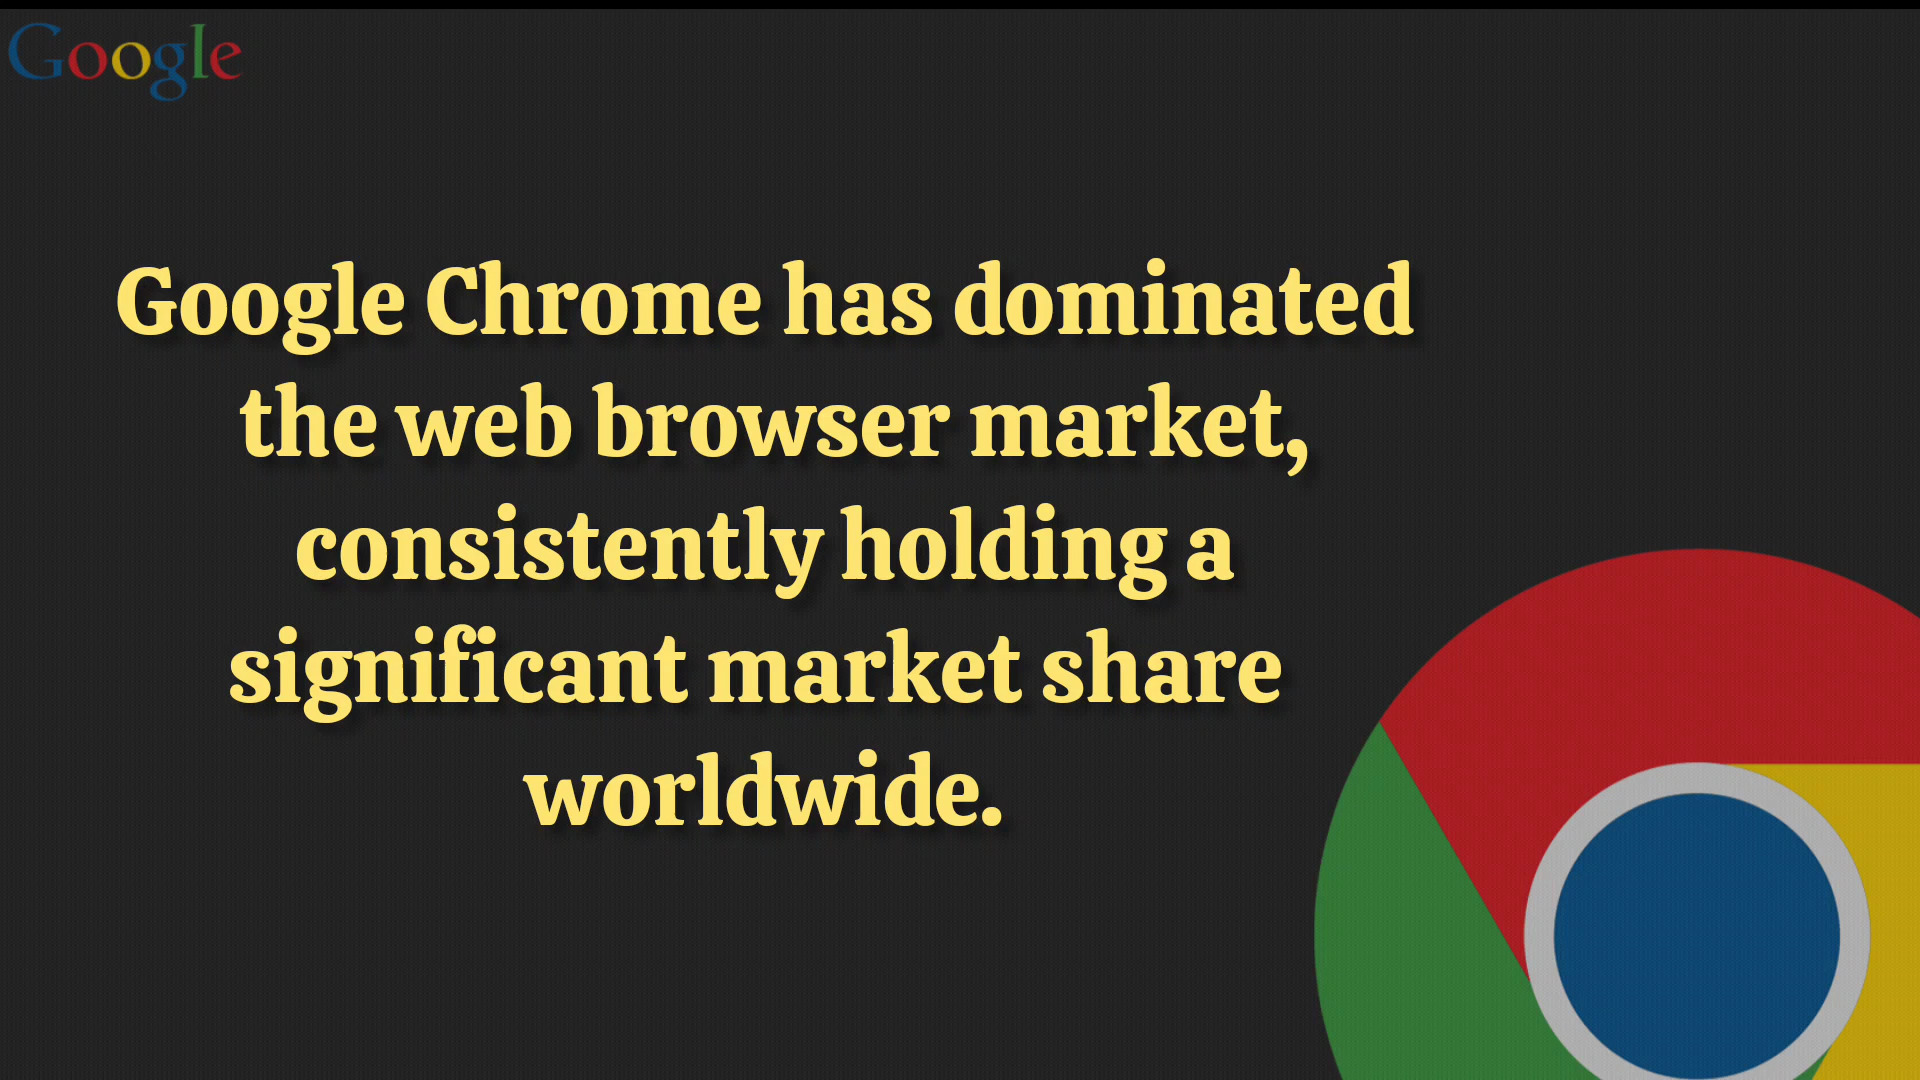 Google
Google Chrome has dominated
the web browser market,
consistently holding a
significant market share
worldwide.